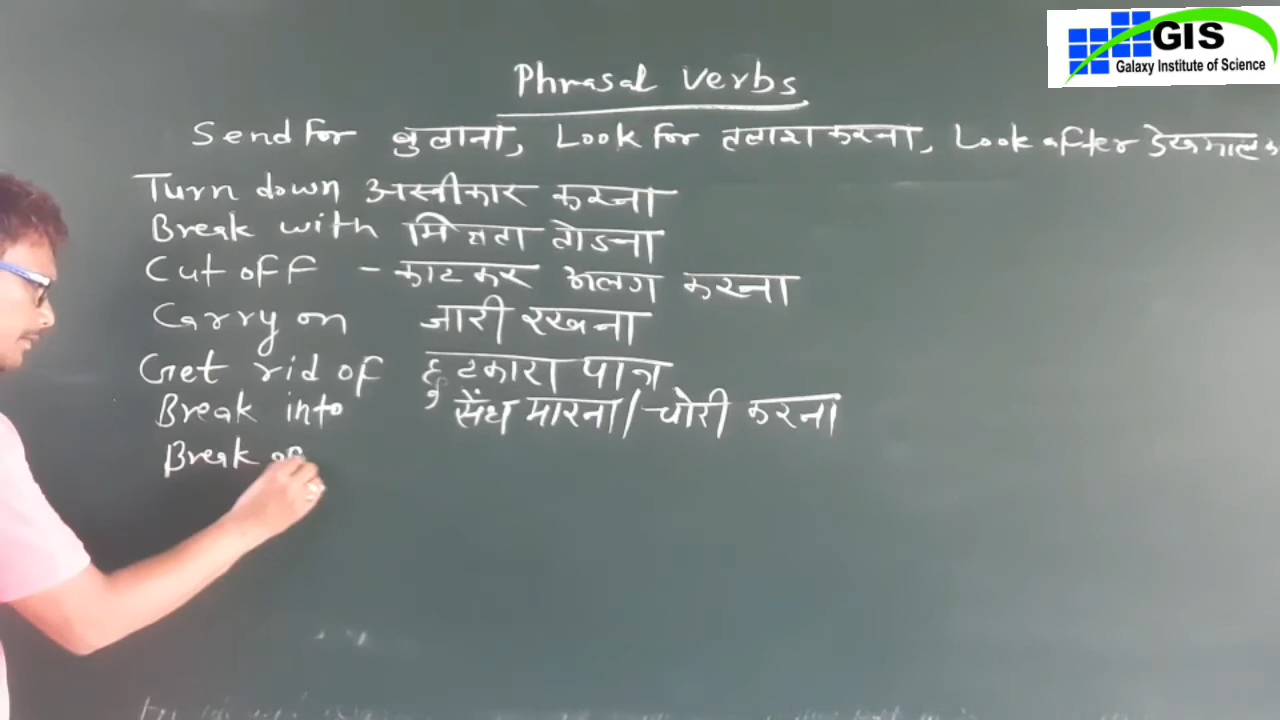 GIS
Galaxy Institute of Science
Phrasal Verbs
Send for बुलाना, Look for तलाश करना, Look after देखभाल क
Turn down अस्वीकार करना
Break with मित्रता तोडना
Cut off - काटकर अलग करना
Carry on जारी रखना
Get rid of छुटकारा पाना
Break into सेंध मारना/चोरी करना
Break